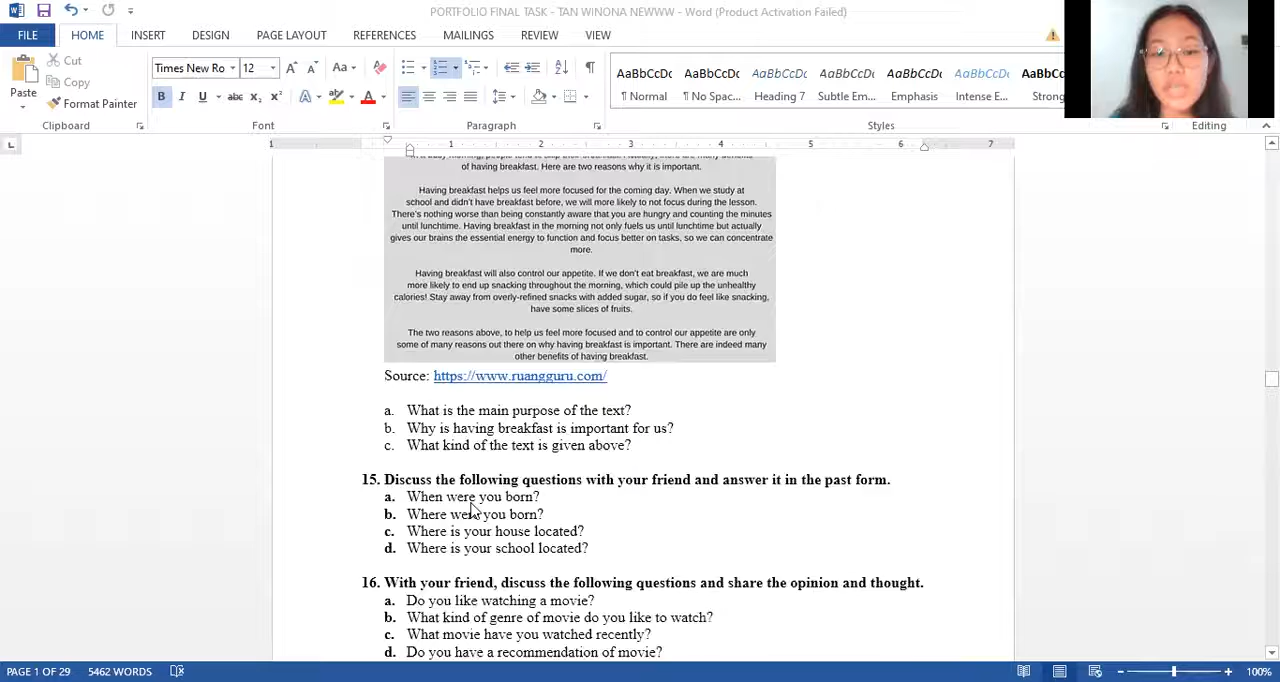 PORTFOLIO FINAL TASK - TAN WINONA NEWWW - Word (Product Activation Failed)
FILE HOME INSERT DESIGN PAGE LAYOUT REFERENCES MAILINGS REVIEW VIEW
Paste Cut Copy Format Painter
Times New Ro 12 Aa
B I U abc X₂ X² A A
AaBbCcDc AaBbCcDc AaBbCcDc AaBbCcDc AaBbCcDc AaBbCcDc AaBbCc
¶ Normal ¶ No Spac... Heading 7 Subtle Em... Emphasis Intense E... Strong
Clipboard Font Paragraph Styles Editing
1 1 2 3 4 5 6 7
of having breakfast. Here are two reasons why it is important.
Having breakfast helps us feel more focused for the coming day. When we study at
school and didn't have breakfast before, we will more likely to not focus during the lesson.
There's nothing worse than being constantly aware that you are hungry and counting the minutes
until lunchtime. Having breakfast in the morning not only fuels us until lunchtime but actually
gives our brains the essential energy to function and focus better on tasks, so we can concentrate
more.
Having breakfast will also control our appetite. If we don't eat breakfast, we are much
more likely to end up snacking throughout the morning, which could pile up the unhealthy
calories! Stay away from overly-refined snacks with added sugar, so if you do feel like snacking,
have some slices of fruits.
The two reasons above, to help us feel more focused and to control our appetite are only
some of many reasons out there on why having breakfast is important. There are indeed many
other benefits of having breakfast.
Source: https://www.ruangguru.com/
a. What is the main purpose of the text?
b. Why is having breakfast is important for us?
c. What kind of the text is given above?
15. Discuss the following questions with your friend and answer it in the past form.
a. When were you born?
b. Where were you born?
c. Where is your house located?
d. Where is your school located?
16. With your friend, discuss the following questions and share the opinion and thought.
a. Do you like watching a movie?
b. What kind of genre of movie do you like to watch?
c. What movie have you watched recently?
d. Do you have a recommendation of movie?
PAGE 1 OF 29 5462 WORDS 100%